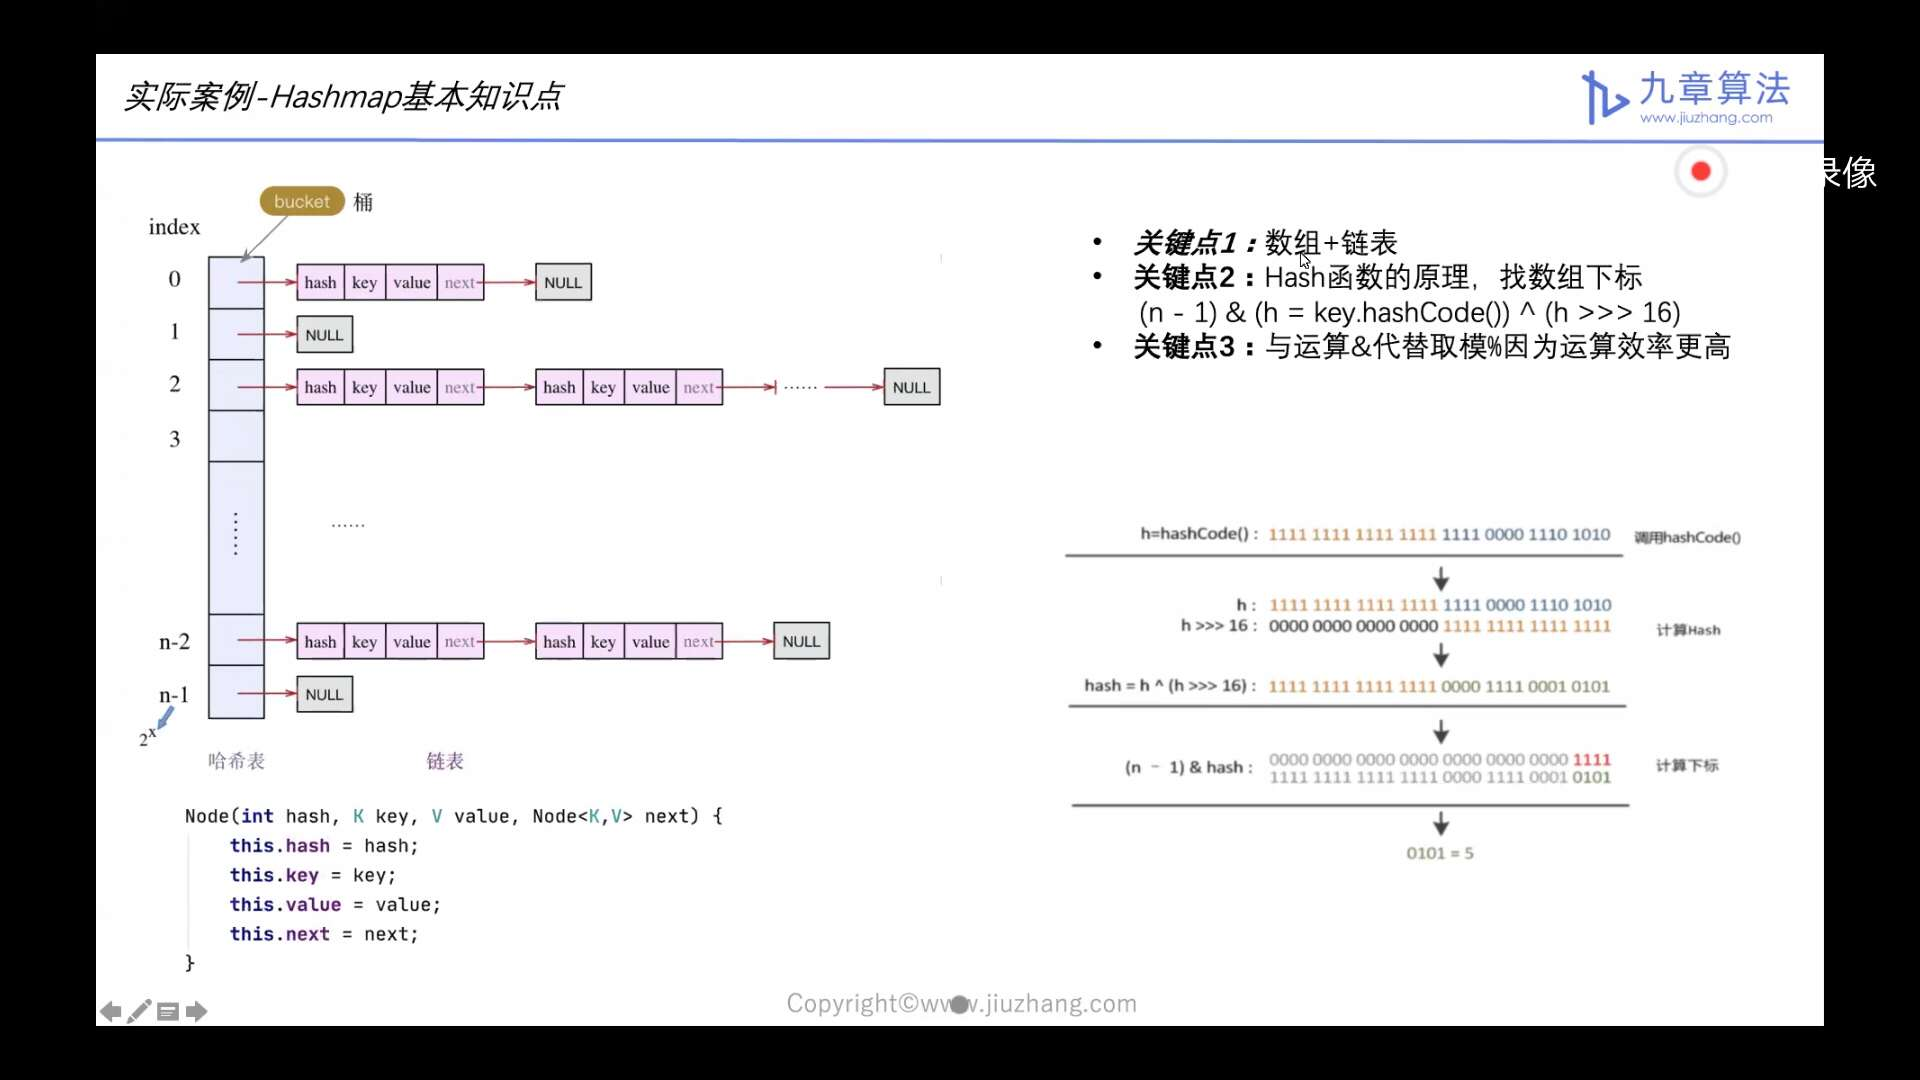 实际案例-Hashmap基本知识点
九章算法
www.jiuzhang.com
录像
bucket 桶
index
0 hash key value next NULL
1 NULL
2 hash key value next hash key value next ...... NULL
3
......
n-2 hash key value next hash key value next NULL
n-1 NULL
2^x
哈希表 链表
Node(int hash, K key, V value, Node<K,V> next) {
this.hash = hash;
this.key = key;
this.value = value;
this.next = next;
}
• 关键点1：数组+链表
• 关键点2：Hash函数的原理，找数组下标
(n - 1) & (h = key.hashCode()) ^ (h >>> 16)
• 关键点3：与运算&代替取模%因为运算效率更高
h=hashCode() : 1111 1111 1111 1111 1111 0000 1110 1010 调用hashCode()
h : 1111 1111 1111 1111 1111 0000 1110 1010
h >>> 16 : 0000 0000 0000 0000 1111 1111 1111 1111 计算Hash
hash = h ^ (h >>> 16) : 1111 1111 1111 1111 0000 1111 0001 0101
(n - 1) & hash : 0000 0000 0000 0000 0000 0000 0000 1111 计算下标
1111 1111 1111 1111 0000 1111 0001 0101
0101 = 5
Copyright©www.jiuzhang.com